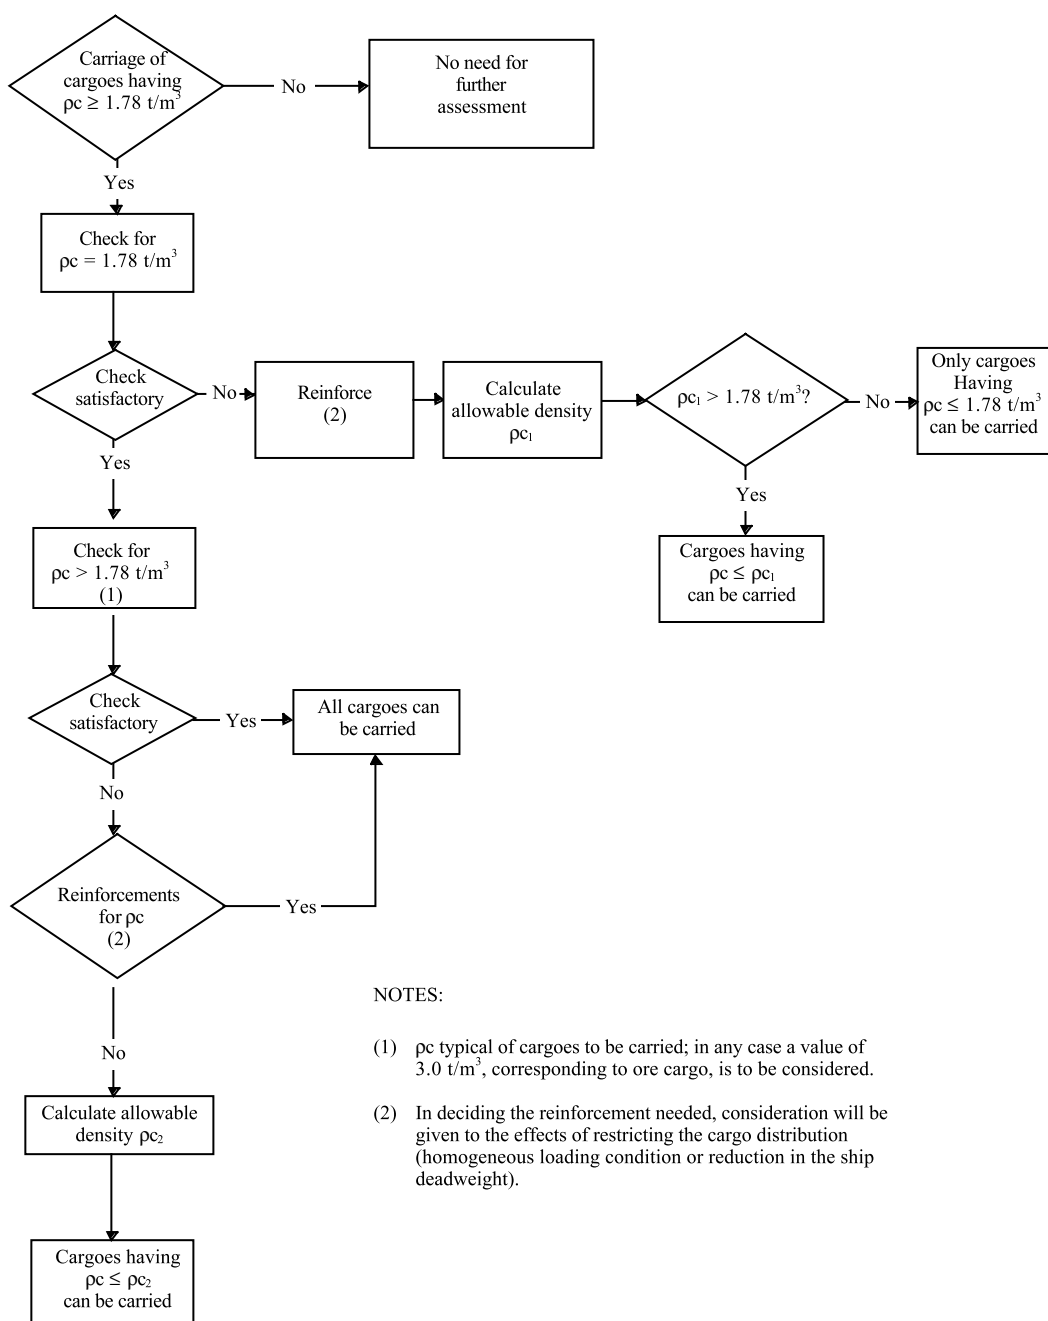 Carriage of
cargoes having
ρc ≥ 1.78 t/m³
No
No need for
further
assessment
Yes
Check for
ρc = 1.78 t/m³
Check
satisfactory
No
Reinforce
(2)
Calculate
allowable density
ρc₁
ρc₁ > 1.78 t/m³?
No
Only cargoes
Having
ρc ≤ 1.78 t/m³
can be carried
Yes
Cargoes having
ρc ≤ ρc₁
can be carried
Yes
Check for
ρc > 1.78 t/m³
(1)
Check
satisfactory
Yes
All cargoes can
be carried
No
Reinforcements
for ρc
(2)
Yes
No
Calculate allowable
density ρc₂
Cargoes having
ρc ≤ ρc₂
can be carried
NOTES:
(1) ρc typical of cargoes to be carried; in any case a value of
3.0 t/m³, corresponding to ore cargo, is to be considered.
(2) In deciding the reinforcement needed, consideration will be
given to the effects of restricting the cargo distribution
(homogeneous loading condition or reduction in the ship
deadweight).